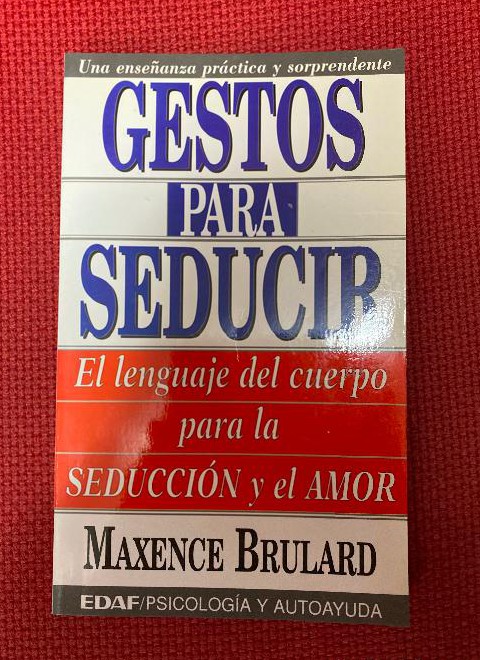 Una enseñanza práctica y sorprendente
GESTOS
PARA
SEDUCIR
El lenguaje del cuerpo
para la
SEDUCCIÓN y el AMOR
MAXENCE BRULARD
EDAF/PSICOLOGÍA Y AUTOAYUDA